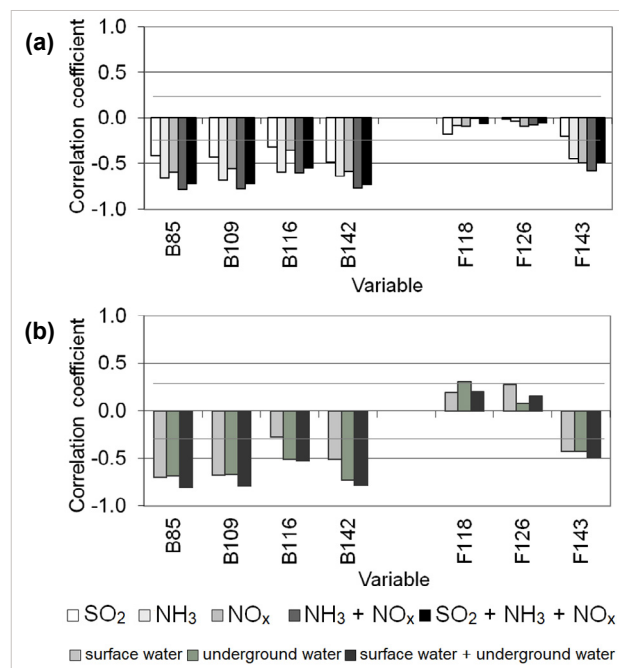 (a)
Correlation coefficient
1.0
0.5
0.0
-0.5
-1.0
B85
B109
B116
B142
F118
F126
F143
Variable
(b)
Correlation coefficient
1.0
0.5
0.0
-0.5
-1.0
B85
B109
B116
B142
F118
F126
F143
Variable
SO₂ NH₃ NOₓ NH₃ + NOₓ SO₂ + NH₃ + NOₓ
surface water underground water surface water + underground water